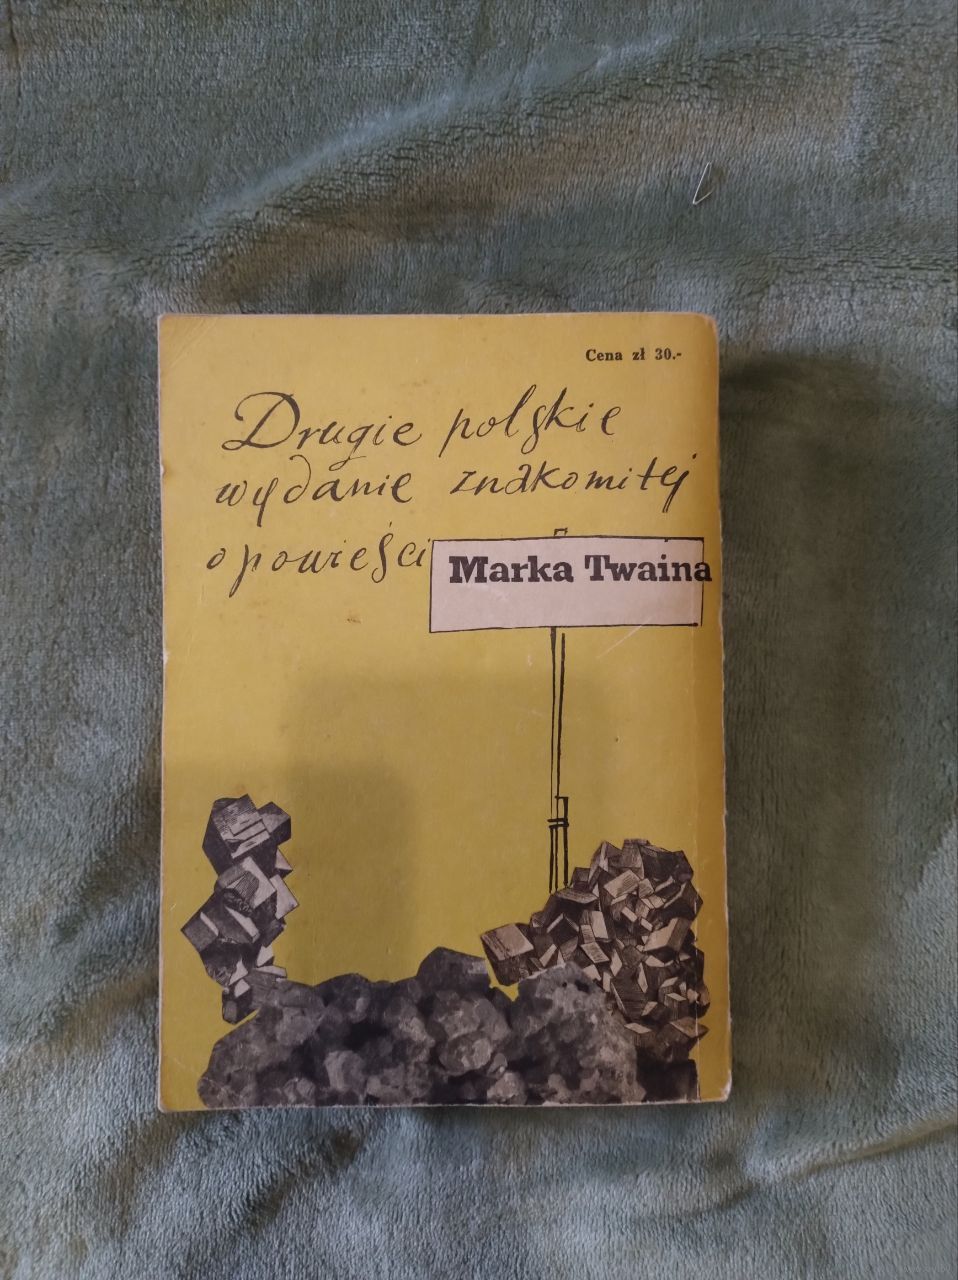 Cena zł 30.-
Drugie polskie
wydanie znakomitej
opowieści Marka Twaina